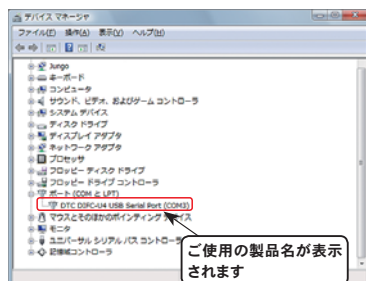 デバイス マネージャ
ファイル(F) 操作(A) 表示(V) ヘルプ(H)
Jungo
キーボード
コンピュータ
サウンド、ビデオ、およびゲーム コントローラ
システム デバイス
ディスク ドライブ
ディスプレイ アダプタ
ネットワーク アダプタ
プロセッサ
フロッピー ディスク ドライブ
フロッピー ドライブ コントローラ
ポート (COM と LPT)
DTC DIFC-U4 USB Serial Port (COM3)
マウスとそのほかのポインティング デバイス
モニタ
ユニバーサル シリアル バス コントローラ
記憶域コントローラ
ご使用の製品名が表示
されます